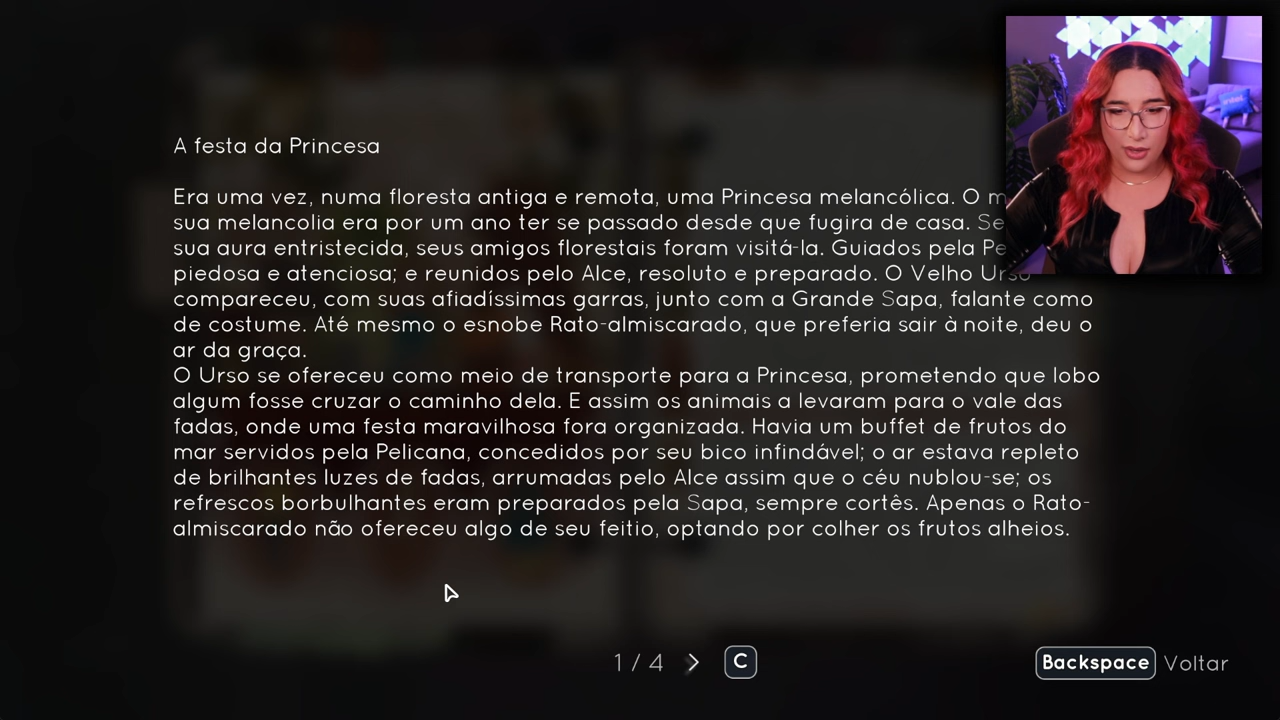 A festa da Princesa
Era uma vez, numa floresta antiga e remota, uma Princesa melancólica. O
sua melancolia era por um ano ter se passado desde que fugira de casa.
sua aura entristecida, seus amigos florestais foram visitá-la. Guiados pela
piedosa e atenciosa; e reunidos pelo Alce, resoluto e preparado. O Velho Urso
compareceu, com suas afiadíssimas garras, junto com a Grande Sapa, falante como
de costume. Até mesmo o esnobe Rato-almiscarado, que preferia sair à noite, deu o
ar da graça.
O Urso se ofereceu como meio de transporte para a Princesa, prometendo que lobo
algum fosse cruzar o caminho dela. E assim os animais a levaram para o vale das
fadas, onde uma festa maravilhosa fora organizada. Havia um buffet de frutos do
mar servidos pela Pelicana, concedidos por seu bico infindável; o ar estava repleto
de brilhantes luzes de fadas, arrumadas pelo Alce assim que o céu nublou-se; os
refrescos borbulhantes eram preparados pela Sapa, sempre cortês. Apenas o Rato-
almiscarado não ofereceu algo de seu feitio, optando por colher os frutos alheios.
1 / 4 > C Backspace Voltar